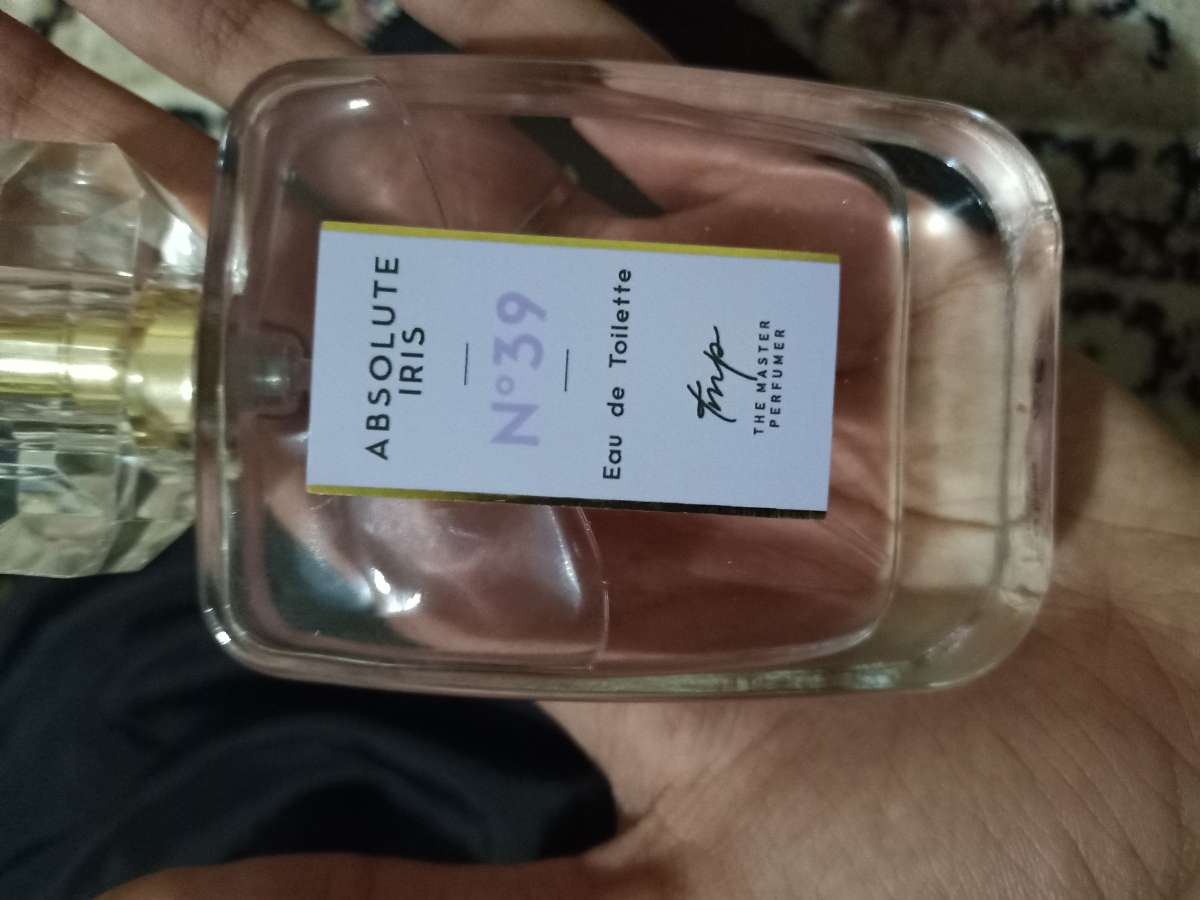 ABSOLUTE
IRIS
N°39
Eau de Toilette
tmp
THE MASTER
PERFUMER